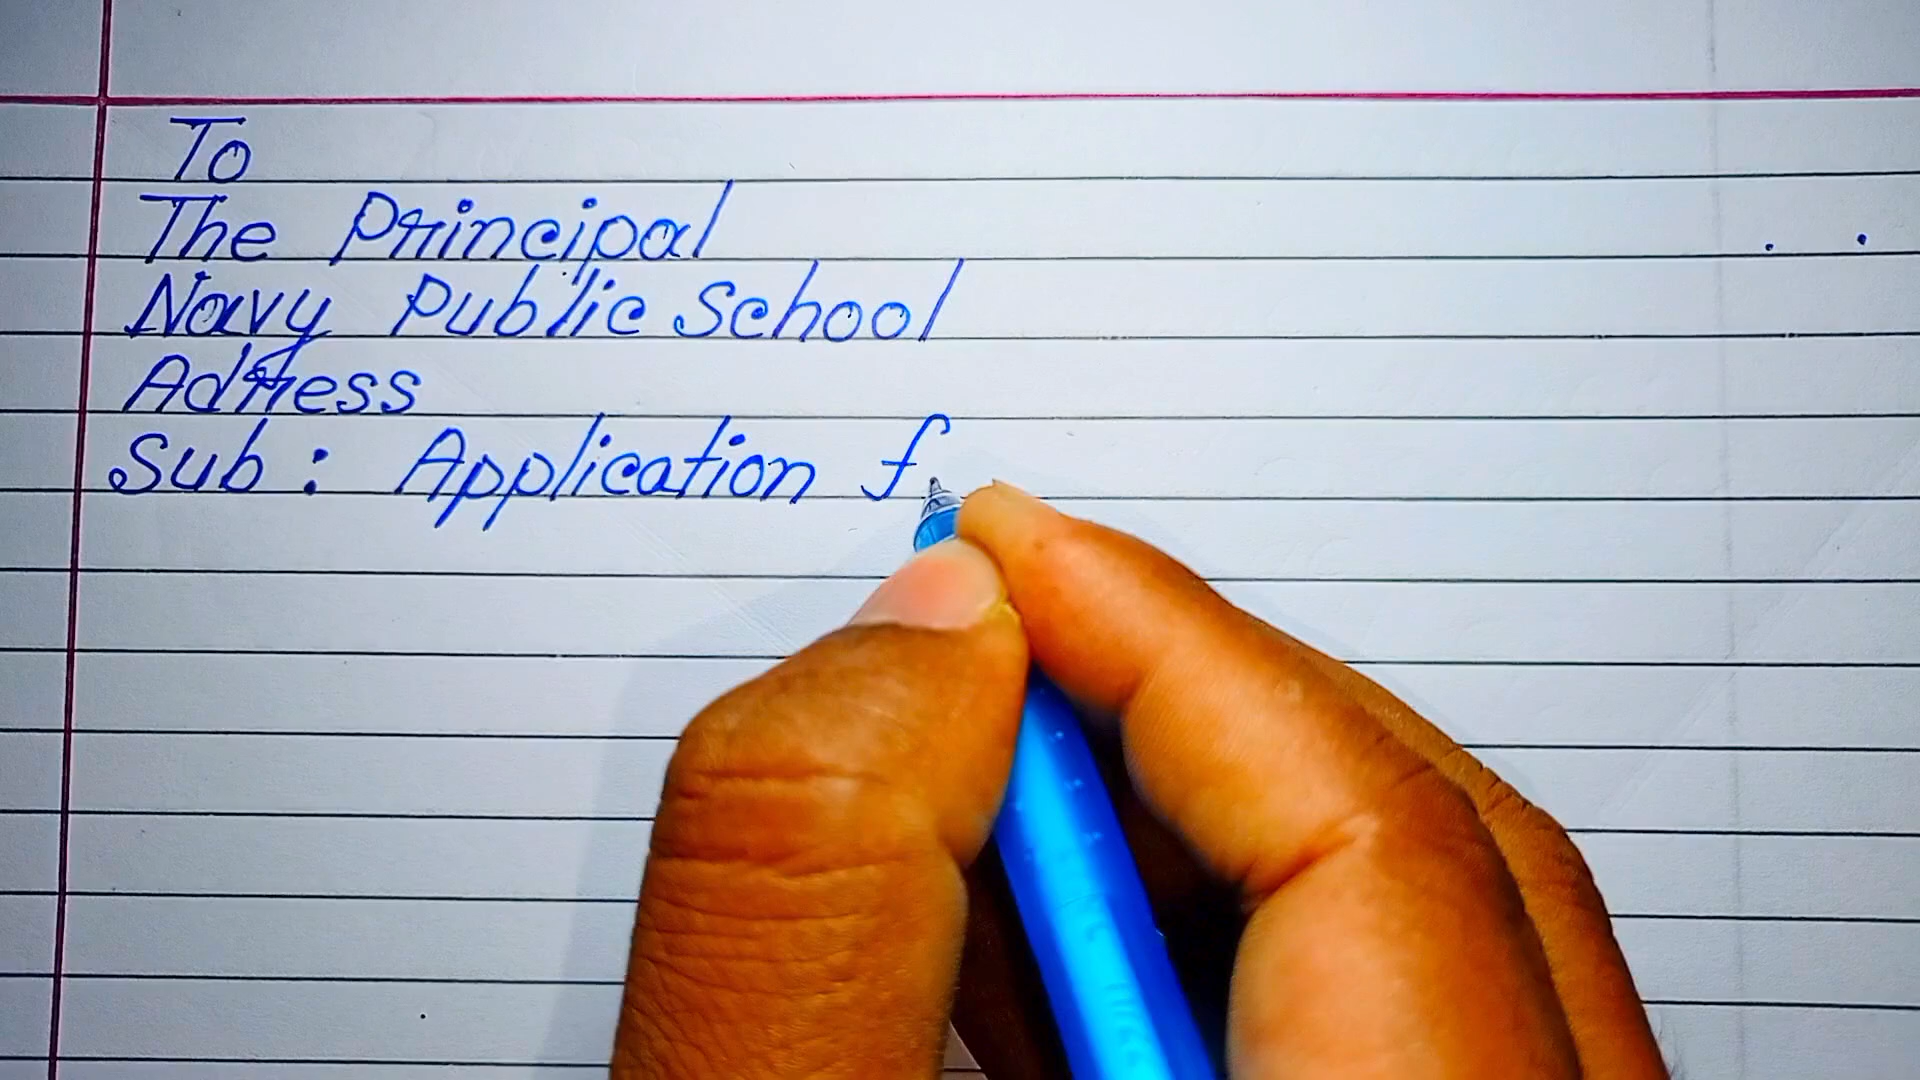 To
The Principal
Navy Public School
Adress
Sub: Application f